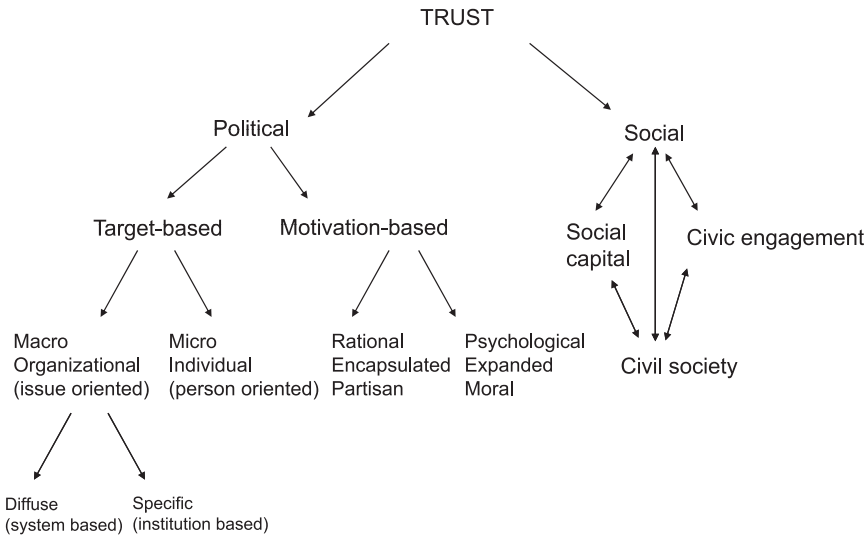 TRUST
Political
Social
Target-based
Motivation-based
Social
capital
Civic engagement
Macro
Organizational
(issue oriented)
Micro
Individual
(person oriented)
Rational
Encapsulated
Partisan
Psychological
Expanded
Moral
Civil society
Diffuse
(system based)
Specific
(institution based)